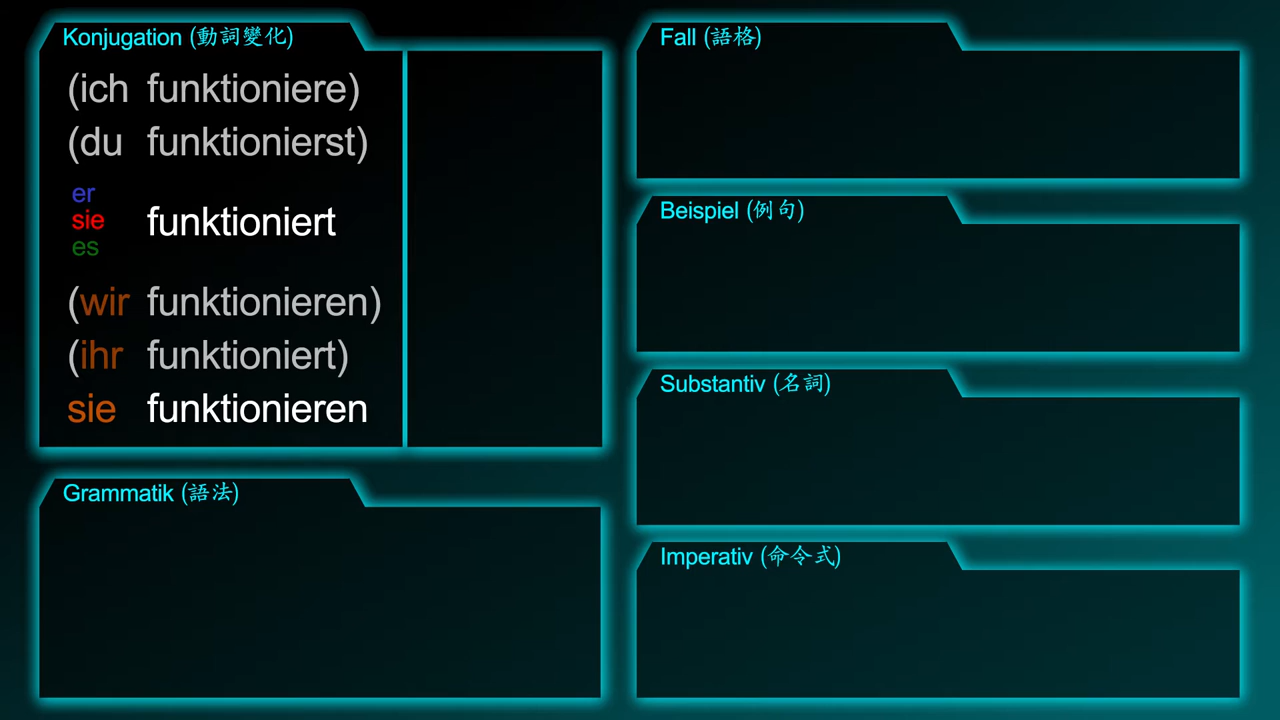 Konjugation (動詞變化)
(ich funktioniere)
(du funktionierst)
er
sie funktioniert
es
(wir funktionieren)
(ihr funktioniert)
sie funktionieren
Grammatik (語法)
Fall (語格)
Beispiel (例句)
Substantiv (名詞)
Imperativ (命令式)